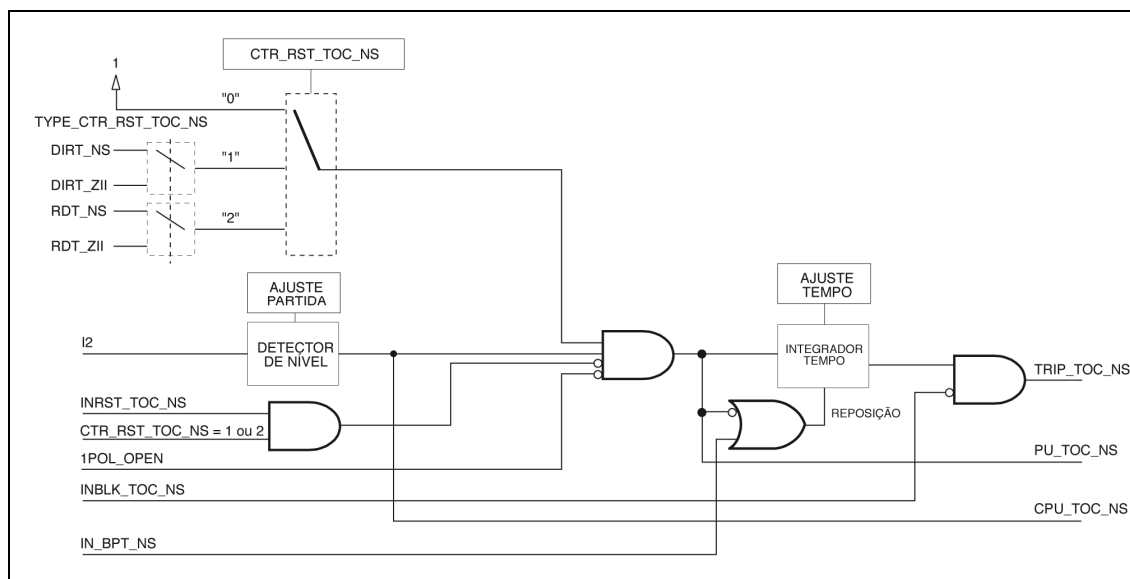 CTR_RST_TOC_NS
1
"0"
TYPE_CTR_RST_TOC_NS
DIRT_NS
"1"
DIRT_ZII
RDT_NS
"2"
RDT_ZII
AJUSTE
PARTIDA
AJUSTE
TEMPO
I2
DETECTOR
DE NÍVEL
INTEGRADOR
TEMPO
TRIP_TOC_NS
INRST_TOC_NS
REPOSIÇÃO
CTR_RST_TOC_NS = 1 ou 2
1POL_OPEN
PU_TOC_NS
INBLK_TOC_NS
CPU_TOC_NS
IN_BPT_NS